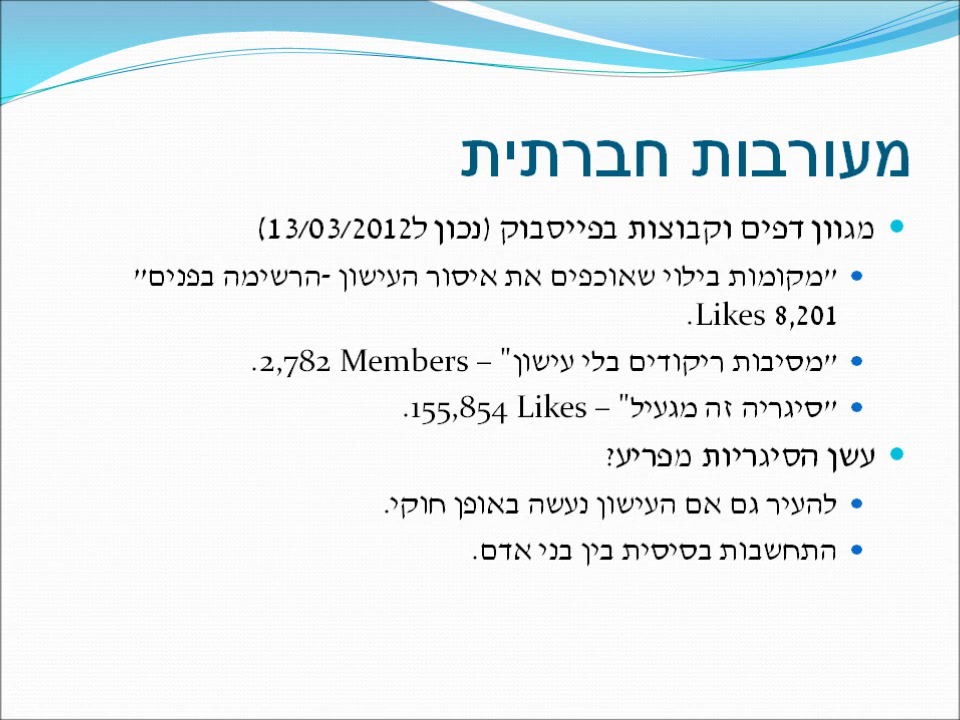 מעורבות חברתית
מגוון דפים וקבוצות בפייסבוק (נכון ל13/03/2012)
"מקומות בילוי שאוכפים את איסור העישון -הרשימה בפנים"
8,201 Likes.
"מסיבות ריקודים בלי עישון" – 2,782 Members.
"סיגריה זה מגעיל" – 155,854 Likes.
עשן הסיגריות מפריע?
להעיר גם אם העישון נעשה באופן חוקי.
התחשבות בסיסית בין בני אדם.